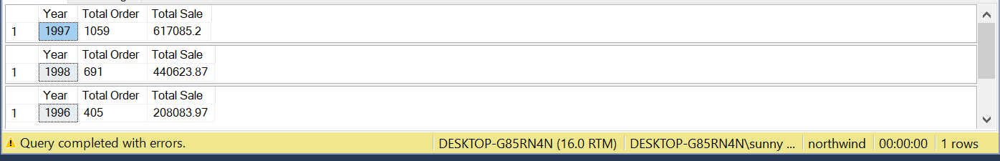 Year Total Order Total Sale
1 1997 1059 617085.2
Year Total Order Total Sale
1 1998 691 440623.87
Year Total Order Total Sale
1 1996 405 208083.97
Query completed with errors. DESKTOP-G85RN4N (16.0 RTM) DESKTOP-G85RN4N\sunny ... northwind 00:00:00 1 rows